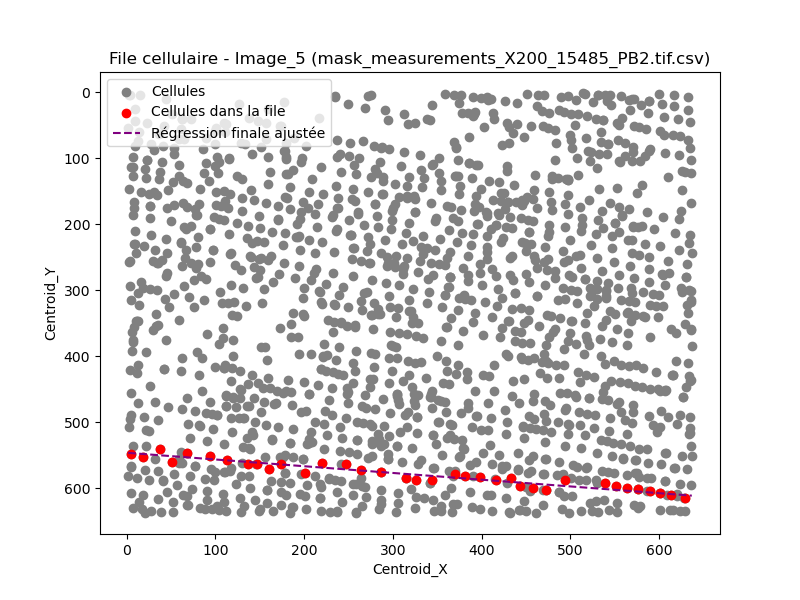 File cellulaire - Image_5 (mask_measurements_X200_15485_PB2.tif.csv)
Cellules
Cellules dans la file
Régression finale ajustée
0
100
200
300
400
500
600
Centroid_Y
0 100 200 300 400 500 600
Centroid_X